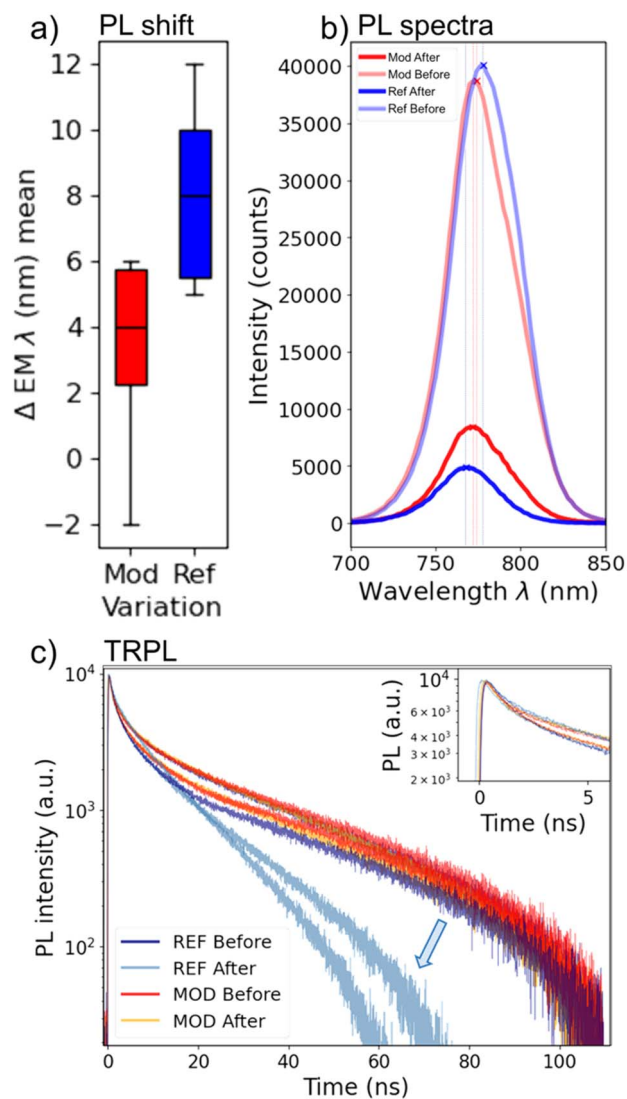 a) PL shift
12
10
8
6
4
2
0
−2
Δ EM λ (nm) mean
Mod Ref
Variation
b) PL spectra
Mod After
Mod Before
Ref After
Ref Before
40000
35000
30000
25000
20000
15000
10000
5000
0
Intensity (counts)
700 750 800 850
Wavelength λ (nm)
c) TRPL
10⁴
10³
10²
PL intensity (a.u.)
REF Before
REF After
MOD Before
MOD After
0 20 40 60 80 100
Time (ns)
10⁴
6 × 10³
4 × 10³
3 × 10³
2 × 10³
PL (a.u.)
0 5
Time (ns)